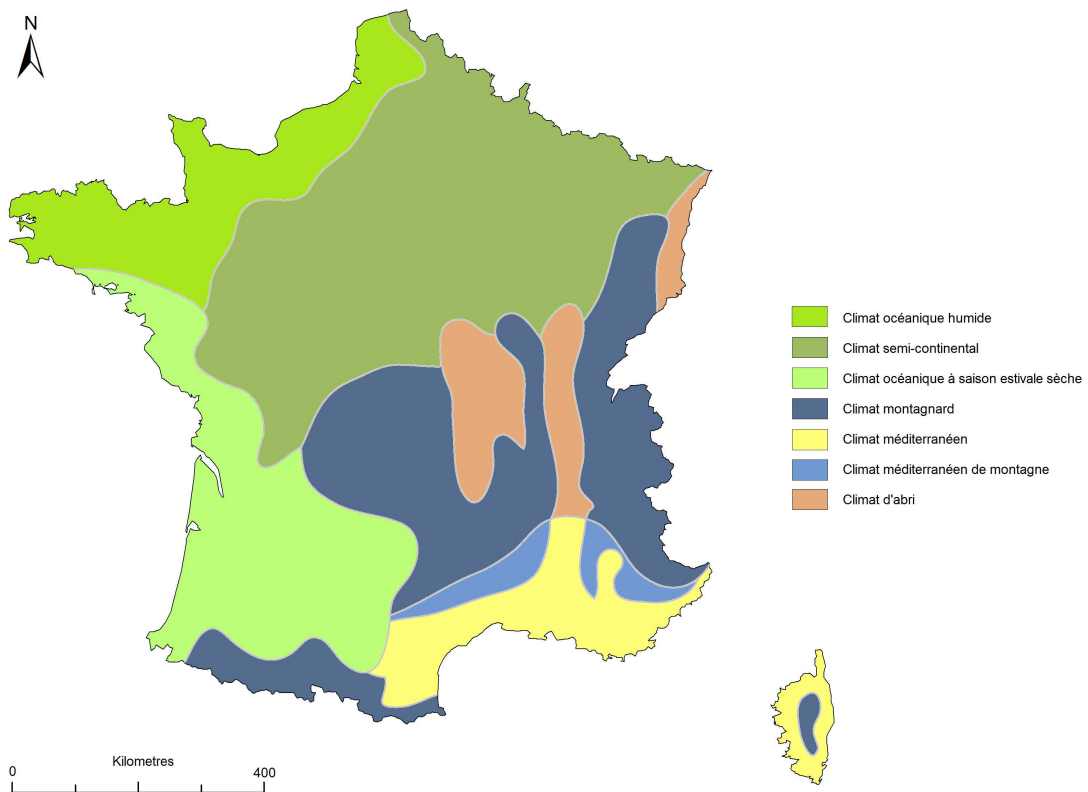 N
Climat océanique humide
Climat semi-continental
Climat océanique à saison estivale sèche
Climat montagnard
Climat méditerranéen
Climat méditerranéen de montagne
Climat d'abri
Kilometres
0 400